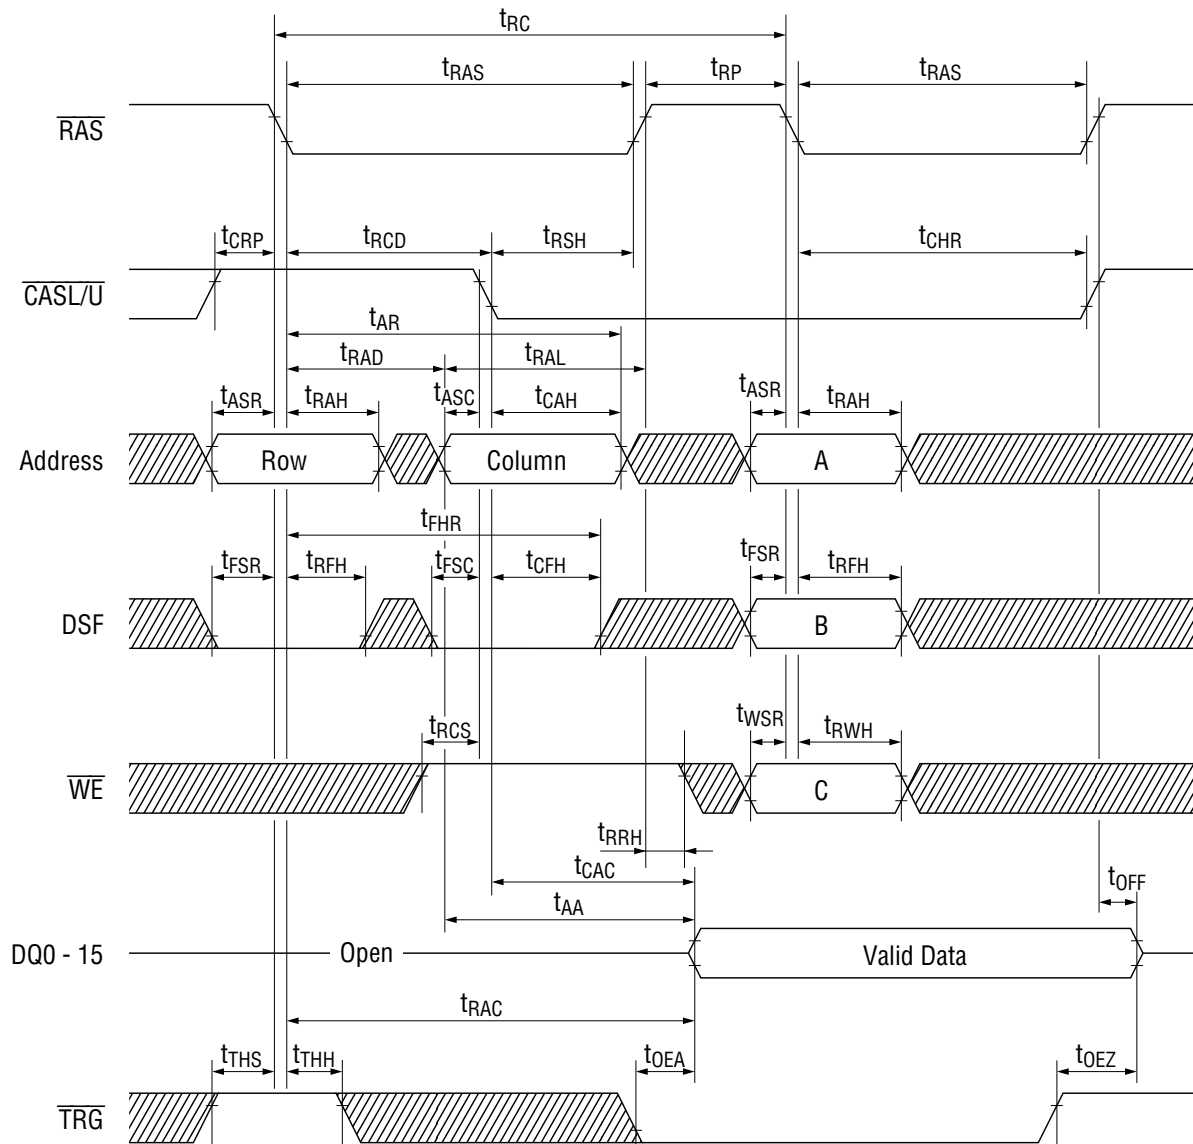 tRC
tRAS tRP tRAS
RAS
tCRP tRCD tRSH tCHR
CASL/U
tAR
tRAD tRAL
tASR tRAH tASC tCAH tASR tRAH
Address Row Column A
tFHR
tFSR tRFH tFSC tCFH tFSR tRFH
DSF B
tRCS tWSR tRWH
WE C
tRRH
tCAC tOFF
tAA
DQ0 - 15 Open Valid Data
tRAC
tTHS tTHH tOEA tOEZ
TRG